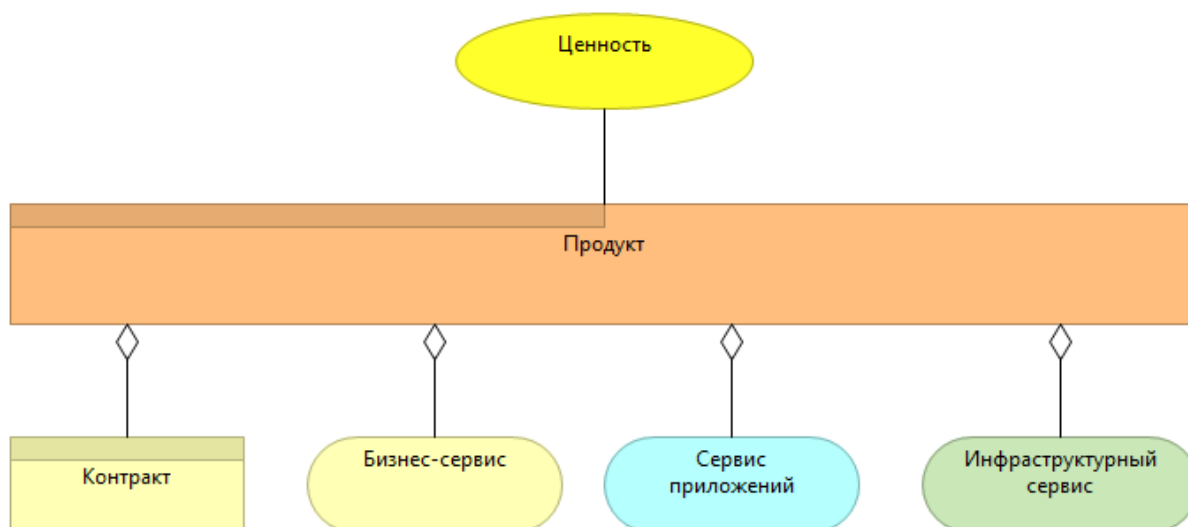 Ценность
Продукт
Контракт
Бизнес-сервис
Сервис
приложений
Инфраструктурный
сервис